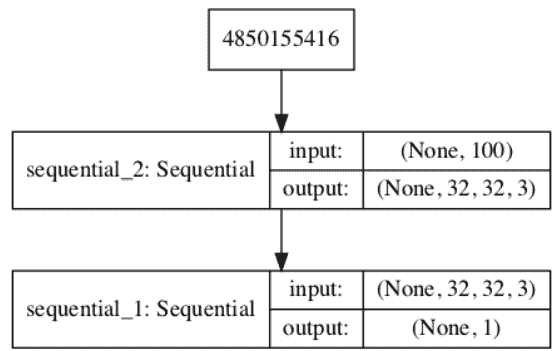 4850155416
sequential_2: Sequential
input:
(None, 100)
output:
(None, 32, 32, 3)
sequential_1: Sequential
input:
(None, 32, 32, 3)
output:
(None, 1)